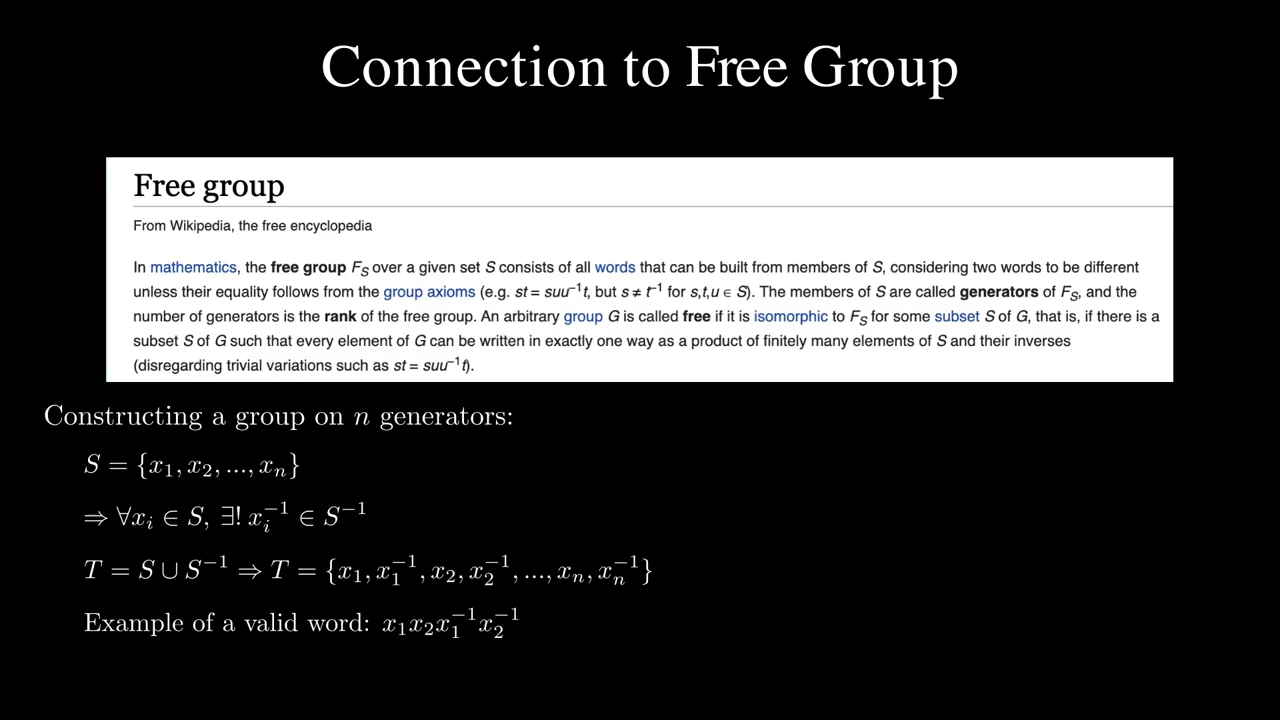 Connection to Free Group
Free group
From Wikipedia, the free encyclopedia
In mathematics, the free group F_S over a given set S consists of all words that can be built from members of S, considering two words to be different
unless their equality follows from the group axioms (e.g. st = suu⁻¹t, but s ≠ t⁻¹ for s,t,u ∈ S). The members of S are called generators of F_S, and the
number of generators is the rank of the free group. An arbitrary group G is called free if it is isomorphic to F_S for some subset S of G, that is, if there is a
subset S of G such that every element of G can be written in exactly one way as a product of finitely many elements of S and their inverses
(disregarding trivial variations such as st = suu⁻¹t).
Constructing a group on n generators:
S = {x₁, x₂, ..., xₙ}
⇒ ∀xᵢ ∈ S, ∃! xᵢ⁻¹ ∈ S⁻¹
T = S ∪ S⁻¹ ⇒ T = {x₁, x₁⁻¹, x₂, x₂⁻¹, ..., xₙ, xₙ⁻¹}
Example of a valid word: x₁x₂x₁⁻¹x₂⁻¹